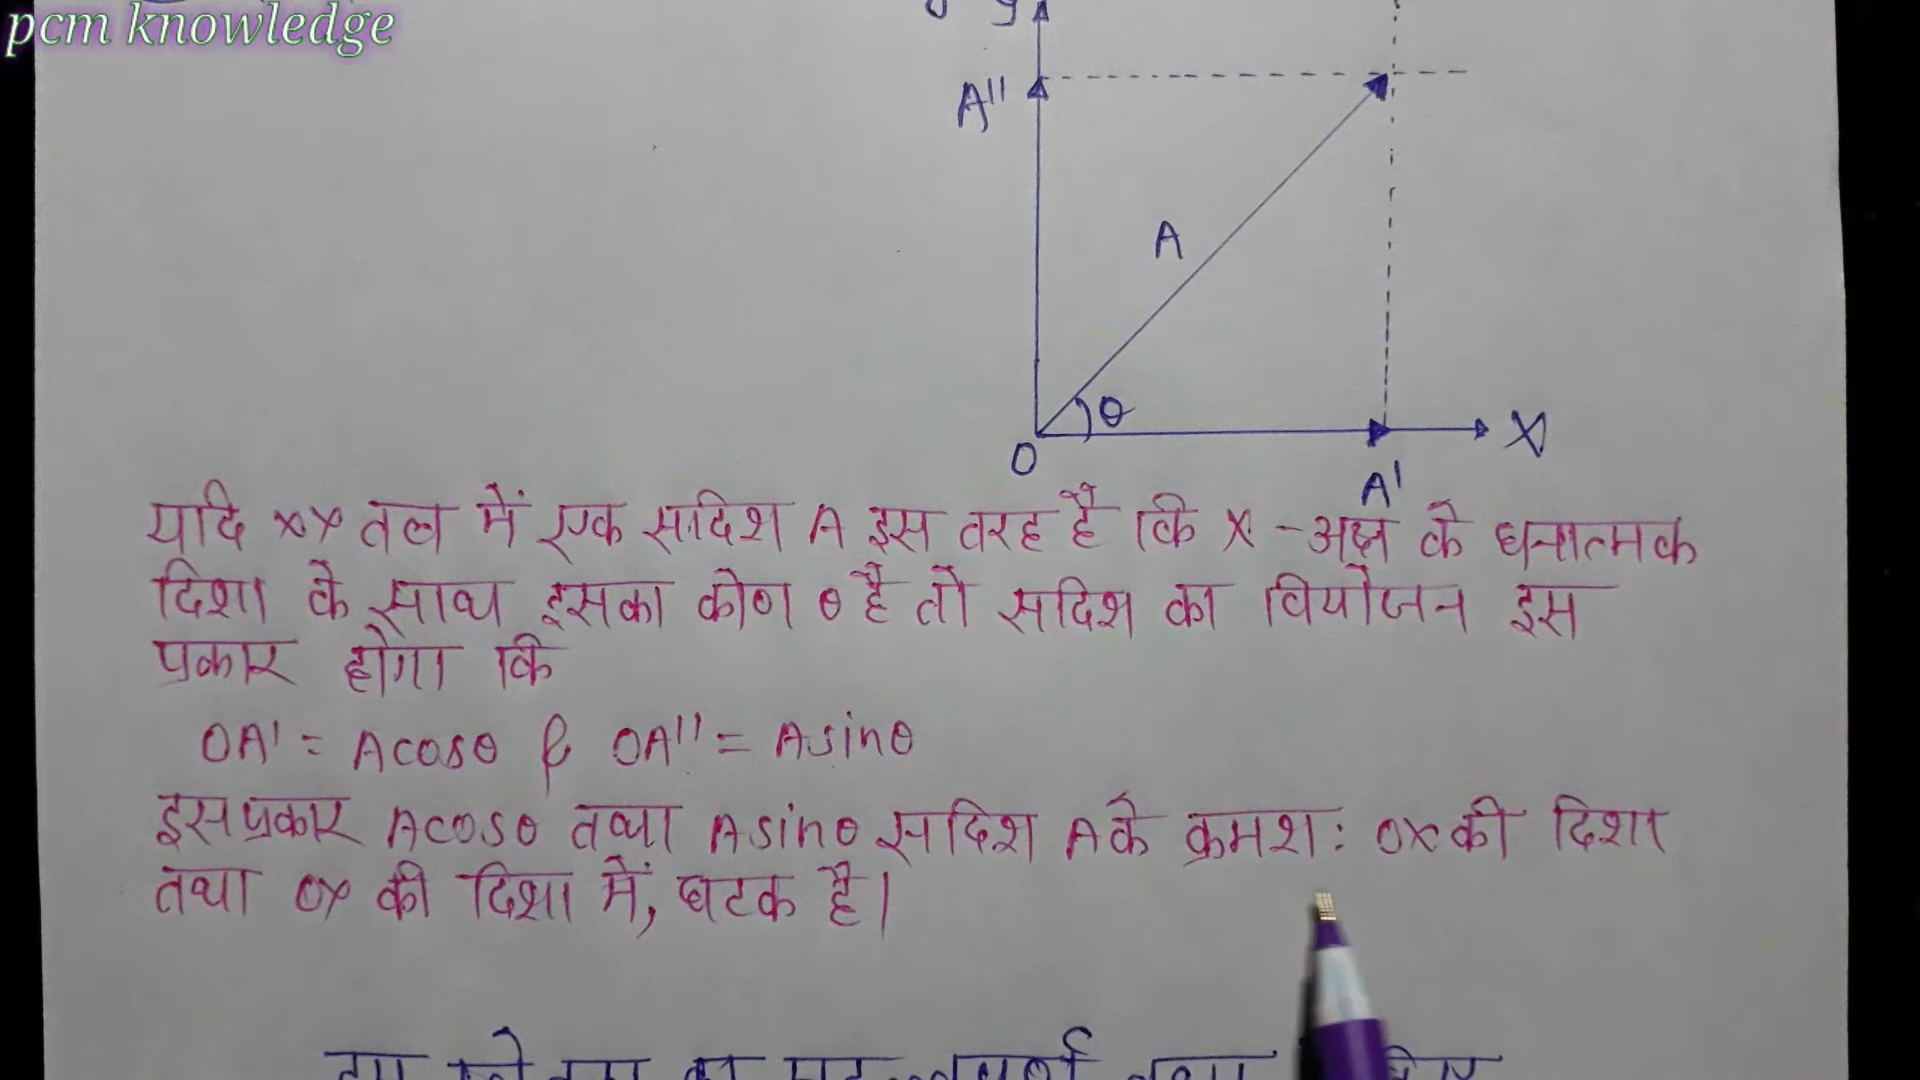 pcm knowledge
y
A''
A
θ
X
O
A'
यदि xy तल में एक सदिश A इस तरह है कि x-अक्ष के धनात्मक
दिशा के साथ इसका कोण θ है तो सदिश का वियोजन इस
प्रकार होगा कि
OA' = Acosθ & OA'' = Asinθ
इसप्रकार Acosθ तथा Asinθ सदिश A के क्रमश: OX की दिशा
तथा OY की दिशा में, घटक है।